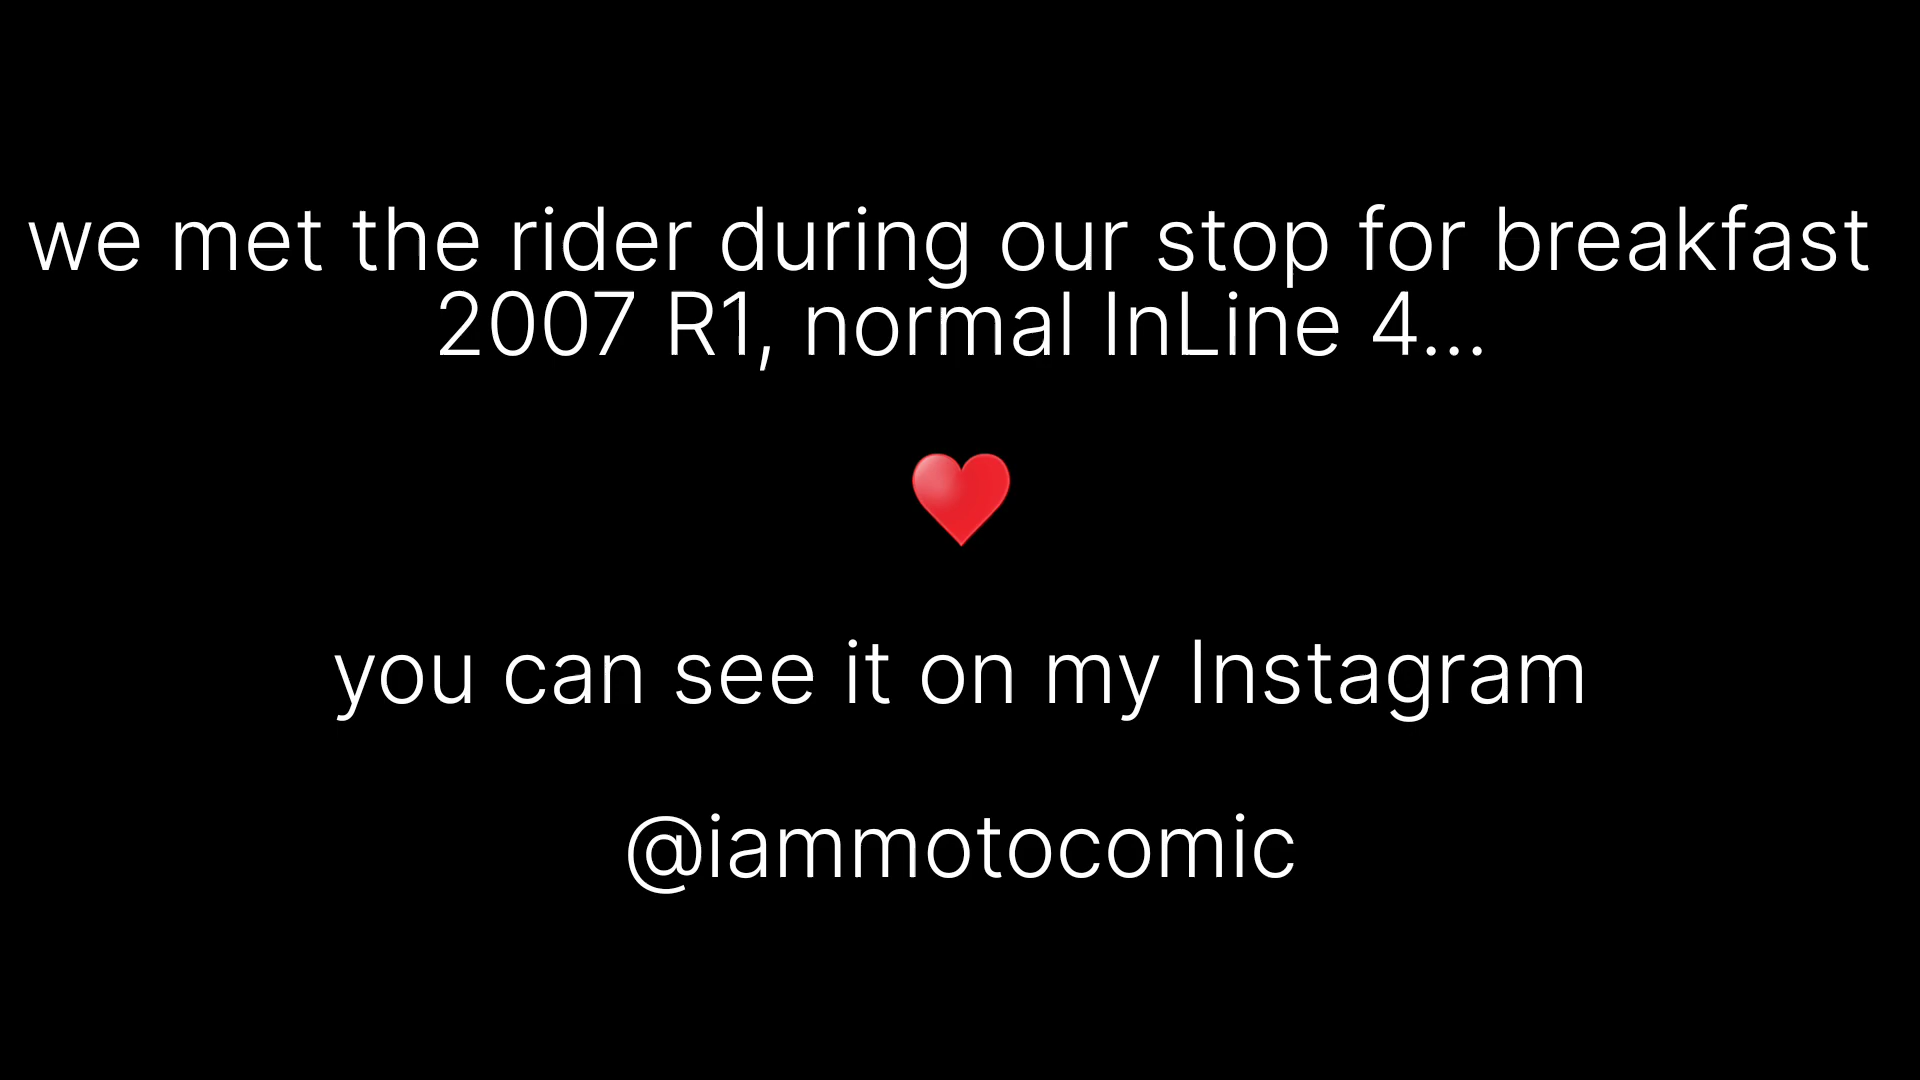 we met the rider during our stop for breakfast
2007 R1, normal InLine 4...
♥
you can see it on my Instagram
@iammotocomic